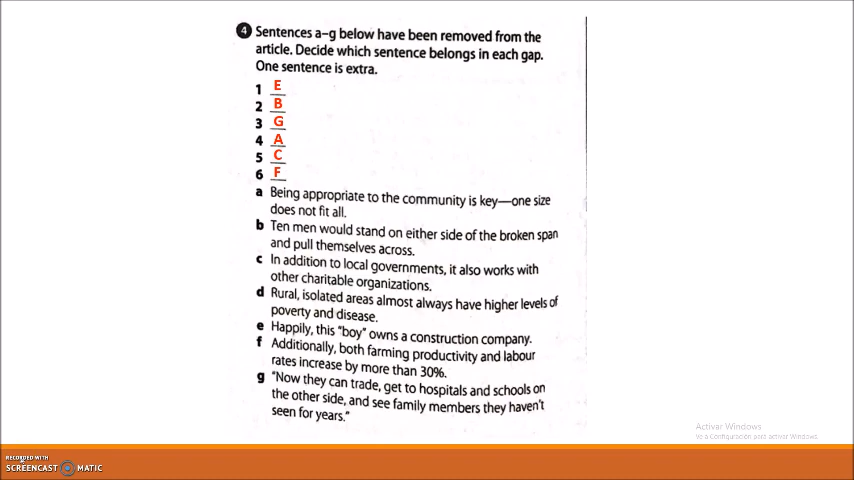 4 Sentences a–g below have been removed from the
article. Decide which sentence belongs in each gap.
One sentence is extra.
1 E
2 B
3 G
4 A
5 C
6 F
a Being appropriate to the community is key—one size
does not fit all.
b Ten men would stand on either side of the broken span
and pull themselves across.
c In addition to local governments, it also works with
other charitable organizations.
d Rural, isolated areas almost always have higher levels of
poverty and disease.
e Happily, this "boy" owns a construction company.
f Additionally, both farming productivity and labour
rates increase by more than 30%.
g "Now they can trade, get to hospitals and schools on
the other side, and see family members they haven't
seen for years."
Activar Windows
Ve a Configuración para activar Windows.
RECORDED WITH
SCREENCAST MATIC